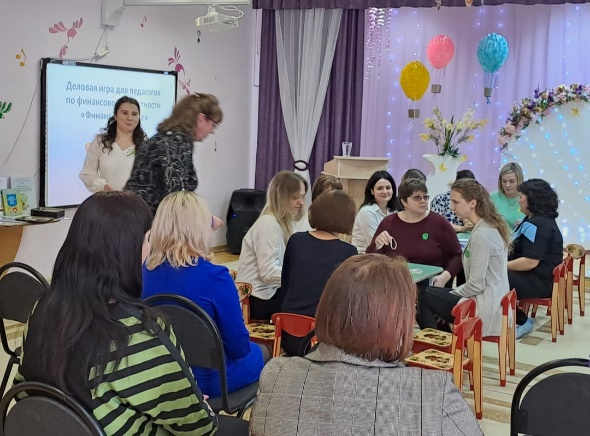 Деловая игра для педагогов
по финансовой грамотности